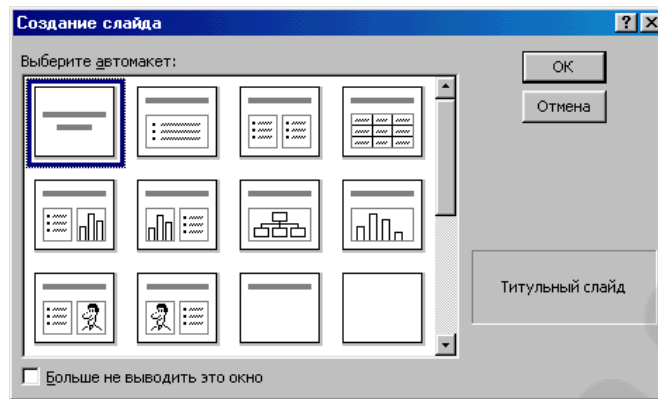 Создание слайда
Выберите автомакет:
ОК
Отмена
Титульный слайд
Больше не выводить это окно